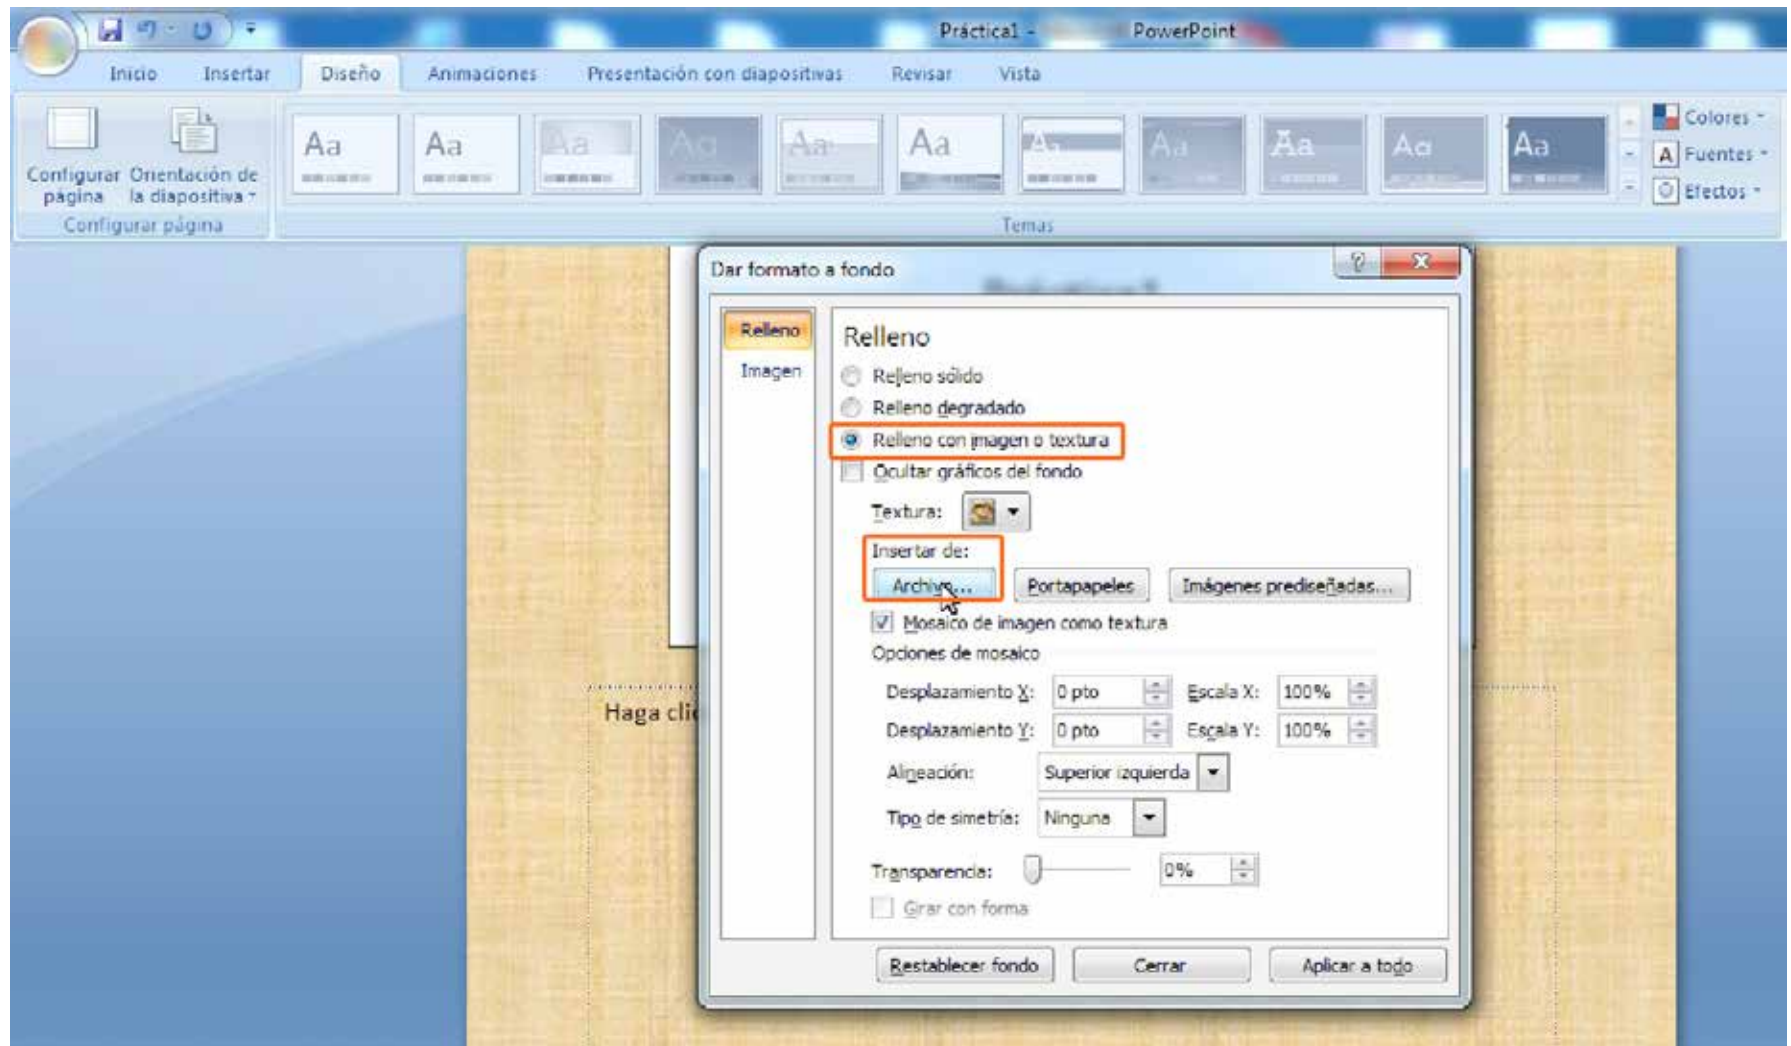 Práctica1 - PowerPoint
Inicio Insertar Diseño Animaciones Presentación con diapositivas Revisar Vista
Aa Aa Aa Aa Aa Aa Aa Aa Aa Aa Aa
Colores
Fuentes
Efectos
Configurar página
Orientación de la diapositiva
Configurar página
Temas
Dar formato a fondo
Relleno
Imagen
Relleno
Relleno sólido
Relleno degradado
Relleno con imagen o textura
Ocultar gráficos del fondo
Textura:
Insertar de:
Archivo... Portapapeles Imágenes prediseñadas...
Mosaico de imagen como textura
Opciones de mosaico
Desplazamiento X: 0 pto Escala X: 100%
Desplazamiento Y: 0 pto Escala Y: 100%
Alineación: Superior izquierda
Tipo de simetría: Ninguna
Transparencia: 0%
Girar con forma
Restablecer fondo Cerrar Aplicar a todo
Haga clic